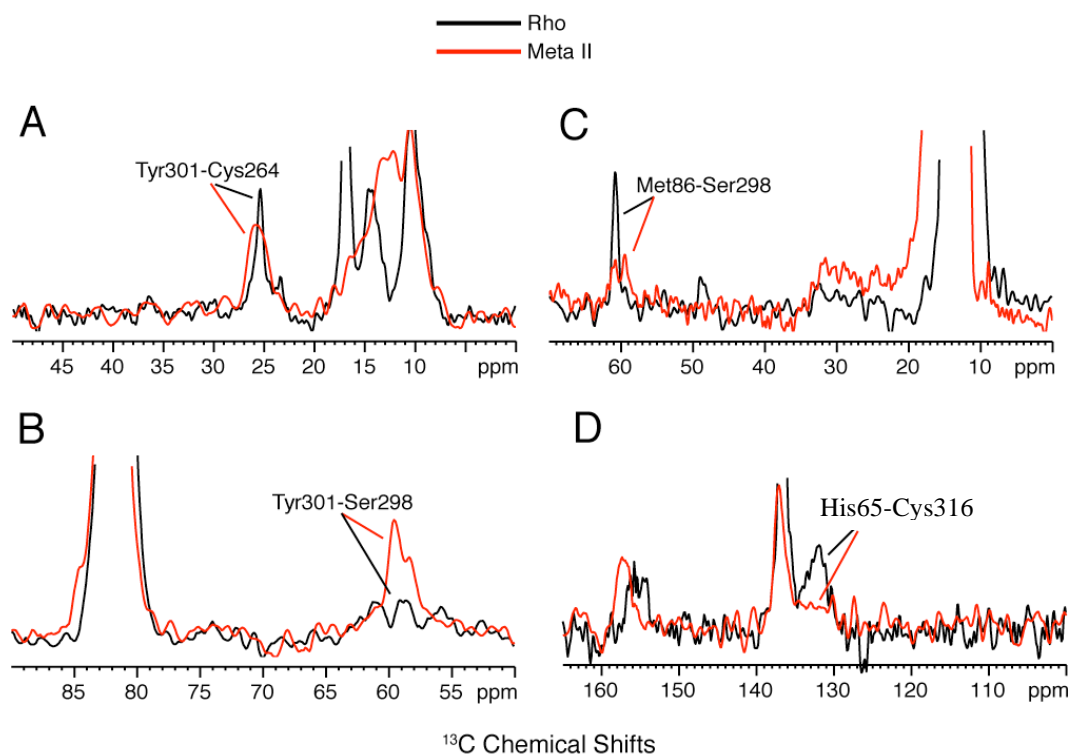 Rho
Meta II
A
Tyr301-Cys264
45 40 35 30 25 20 15 10 ppm
C
Met86-Ser298
60 50 40 30 20 10 ppm
B
Tyr301-Ser298
85 80 75 70 65 60 55 ppm
D
His65-Cys316
160 150 140 130 120 110 ppm
¹³C Chemical Shifts